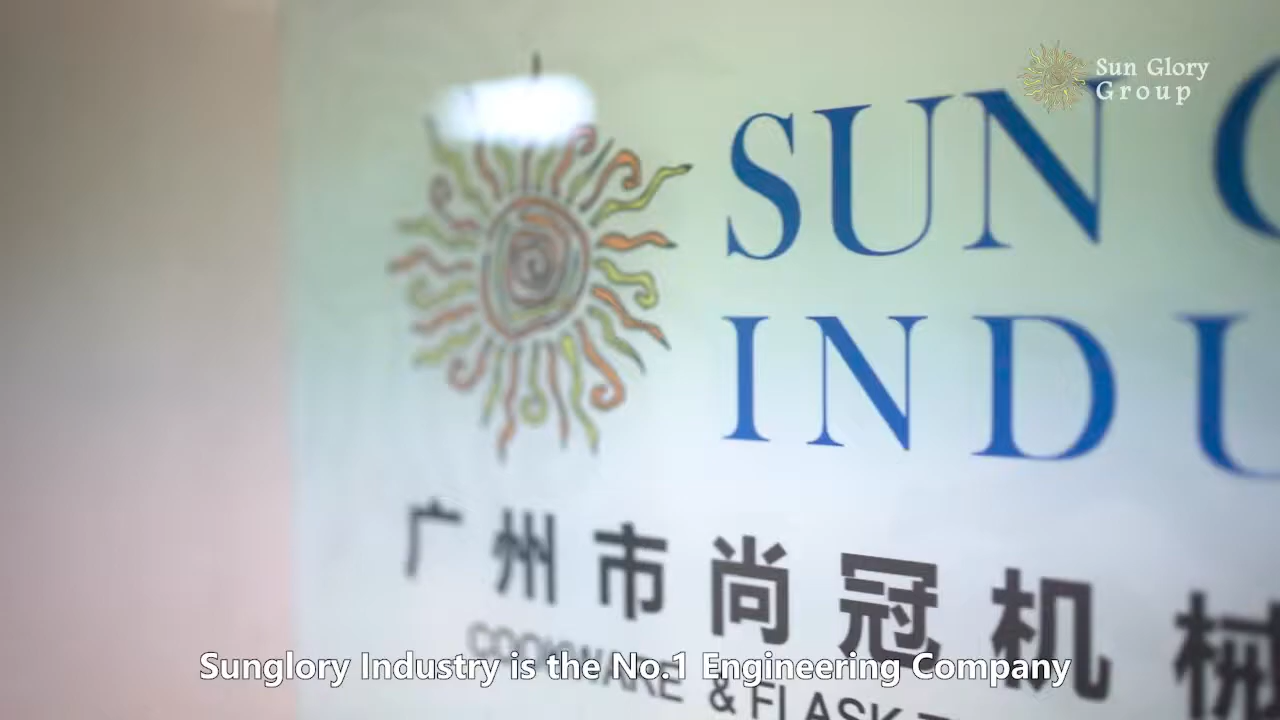 Sun Glory
Group
SUN
INDU
广州市尚冠机械
COOKWARE & FLASK
Sunglory Industry is the No.1 Engineering Company